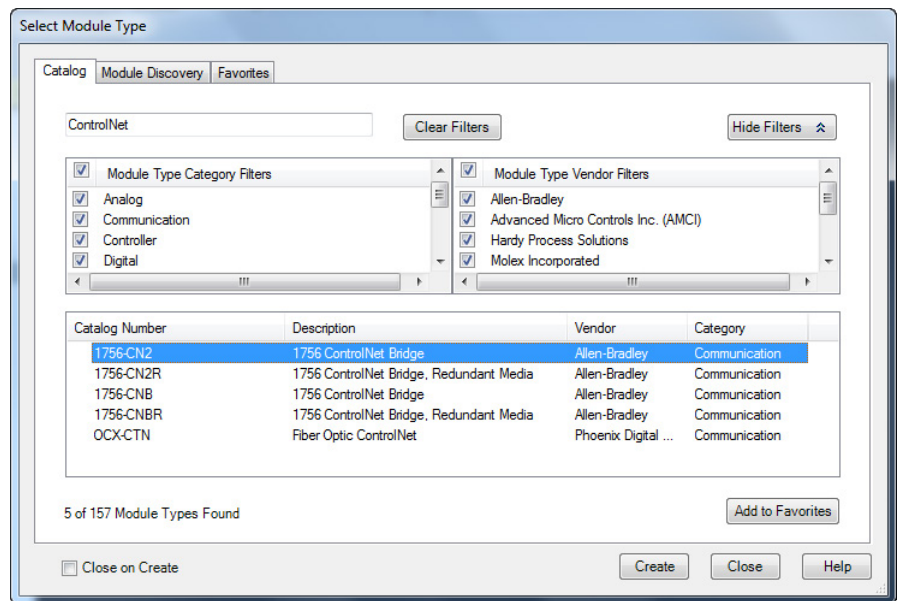 Select Module Type
Catalog Module Discovery Favorites
ControlNet Clear Filters Hide Filters
Module Type Category Filters Module Type Vendor Filters
Analog Allen-Bradley
Communication Advanced Micro Controls Inc. (AMCI)
Controller Hardy Process Solutions
Digital Molex Incorporated
Catalog Number Description Vendor Category
1756-CN2 1756 ControlNet Bridge Allen-Bradley Communication
1756-CN2R 1756 ControlNet Bridge, Redundant Media Allen-Bradley Communication
1756-CNB 1756 ControlNet Bridge Allen-Bradley Communication
1756-CNBR 1756 ControlNet Bridge, Redundant Media Allen-Bradley Communication
OCX-CTN Fiber Optic ControlNet Phoenix Digital ... Communication
5 of 157 Module Types Found Add to Favorites
Close on Create Create Close Help